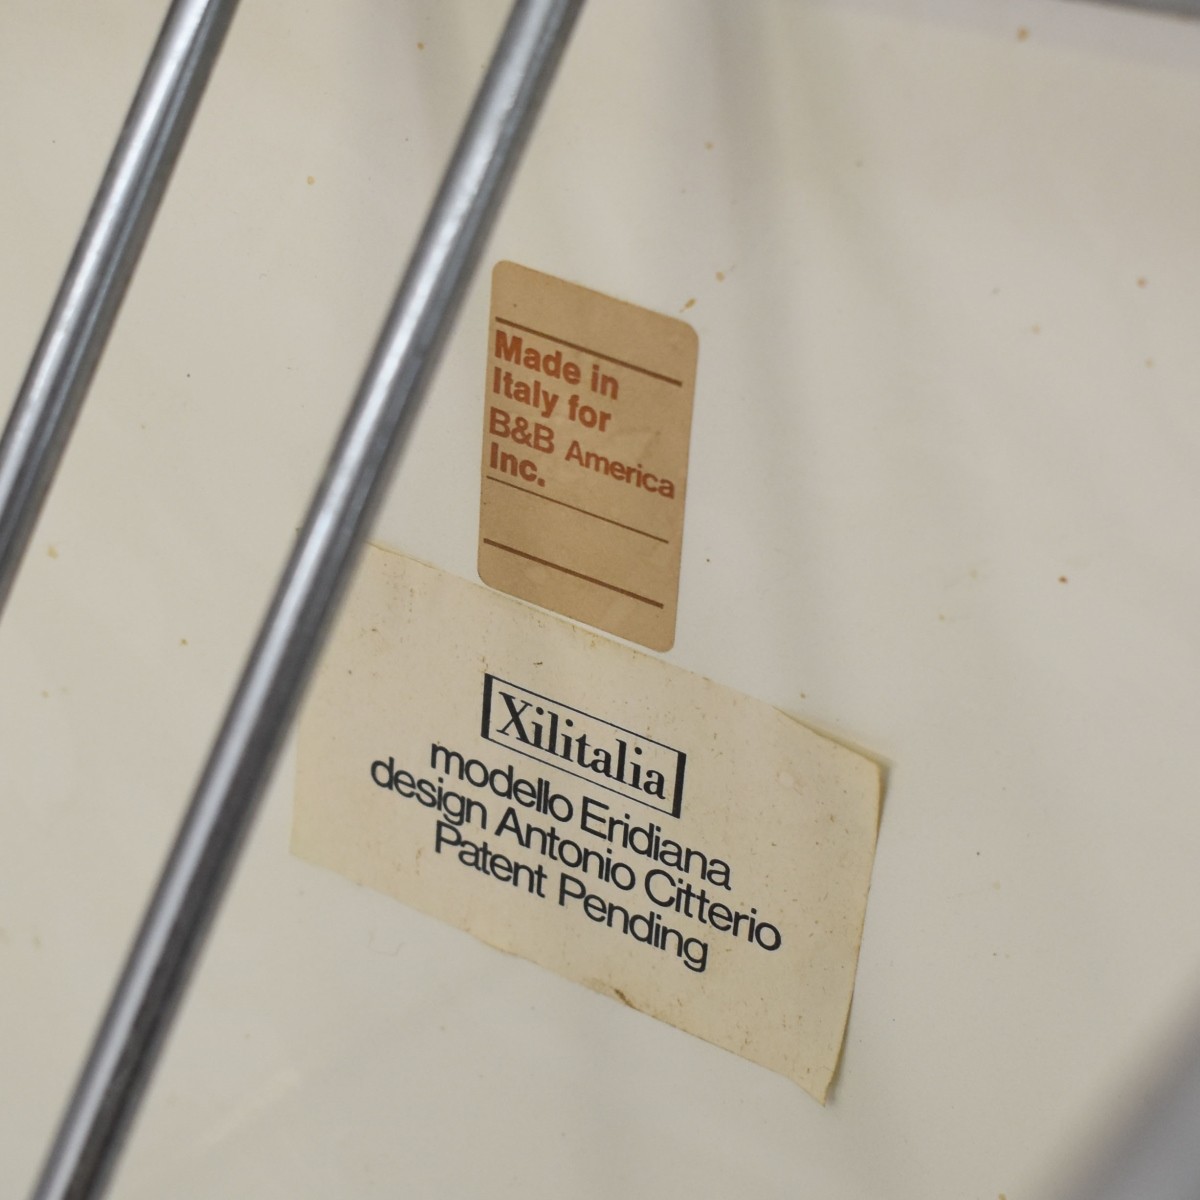 Made in
Italy for
B&B America
Inc.
Xilitalia
modello Eridiana
design Antonio Citterio
Patent Pending